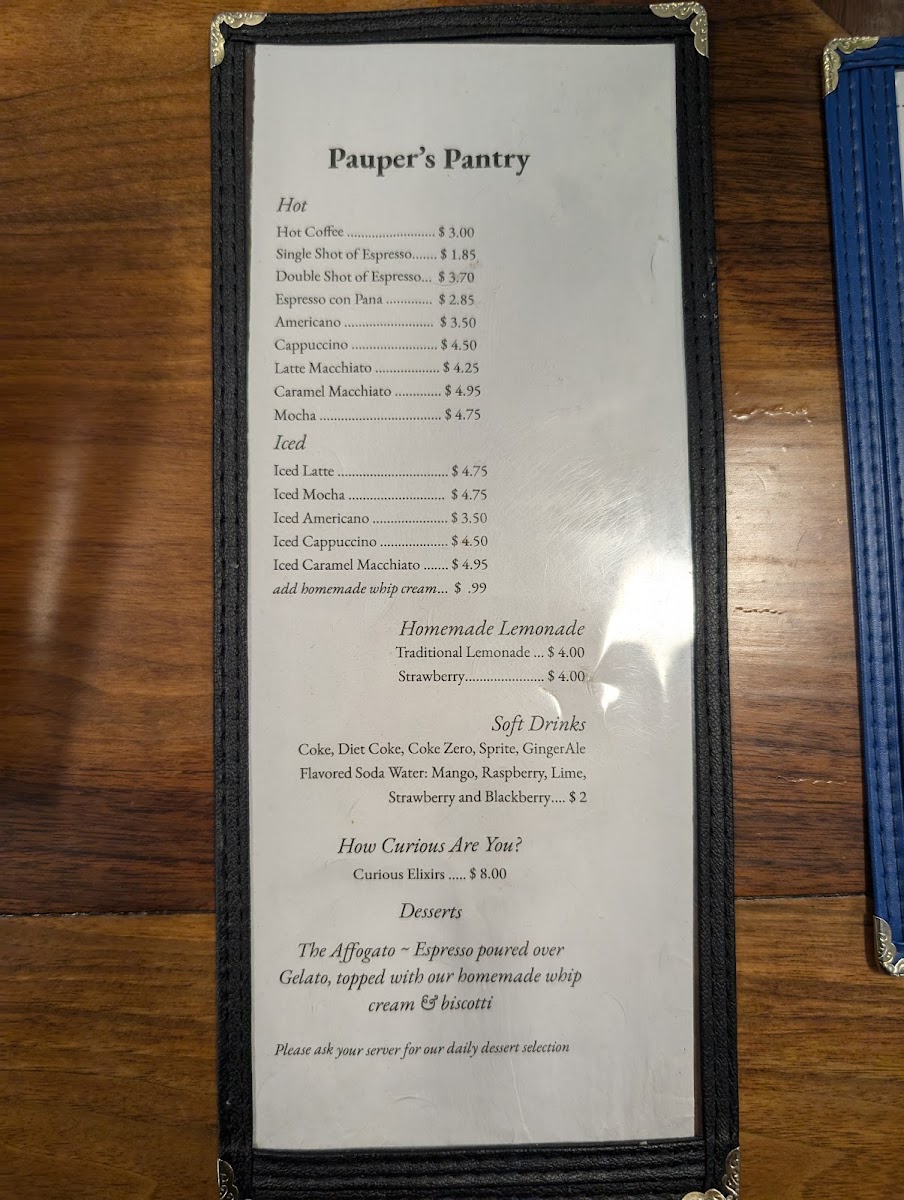 Pauper's Pantry
Hot
Hot Coffee ......................... $ 3.00
Single Shot of Espresso....... $ 1.85
Double Shot of Espresso... $ 3.70
Espresso con Pana ............. $ 2.85
Americano ......................... $ 3.50
Cappuccino ........................ $ 4.50
Latte Macchiato .................. $ 4.25
Caramel Macchiato ............. $ 4.95
Mocha .................................. $ 4.75
Iced
Iced Latte ............................... $ 4.75
Iced Mocha ........................... $ 4.75
Iced Americano ..................... $ 3.50
Iced Cappuccino ................... $ 4.50
Iced Caramel Macchiato ....... $ 4.95
add homemade whip cream... $ .99
Homemade Lemonade
Traditional Lemonade ... $ 4.00
Strawberry...................... $ 4.00
Soft Drinks
Coke, Diet Coke, Coke Zero, Sprite, GingerAle
Flavored Soda Water: Mango, Raspberry, Lime,
Strawberry and Blackberry.... $ 2
How Curious Are You?
Curious Elixirs ..... $ 8.00
Desserts
The Affogato ~ Espresso poured over
Gelato, topped with our homemade whip
cream & biscotti
Please ask your server for our daily dessert selection